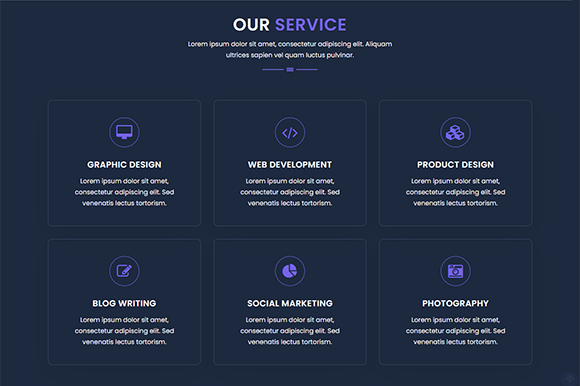 OUR SERVICE
Lorem ipsum dolor sit amet, consectetur adipiscing elit. Aliquam
ultrices sapien vel quam luctus pulvinar.
GRAPHIC DESIGN
Lorem ipsum dolor sit amet,
consectetur adipiscing elit. Sed
venenatis lectus tortorism.
WEB DEVELOPMENT
Lorem ipsum dolor sit amet,
consectetur adipiscing elit. Sed
venenatis lectus tortorism.
PRODUCT DESIGN
Lorem ipsum dolor sit amet,
consectetur adipiscing elit. Sed
venenatis lectus tortorism.
BLOG WRITING
Lorem ipsum dolor sit amet,
consectetur adipiscing elit. Sed
venenatis lectus tortorism.
SOCIAL MARKETING
Lorem ipsum dolor sit amet,
consectetur adipiscing elit. Sed
venenatis lectus tortorism.
PHOTOGRAPHY
Lorem ipsum dolor sit amet,
consectetur adipiscing elit. Sed
venenatis lectus tortorism.